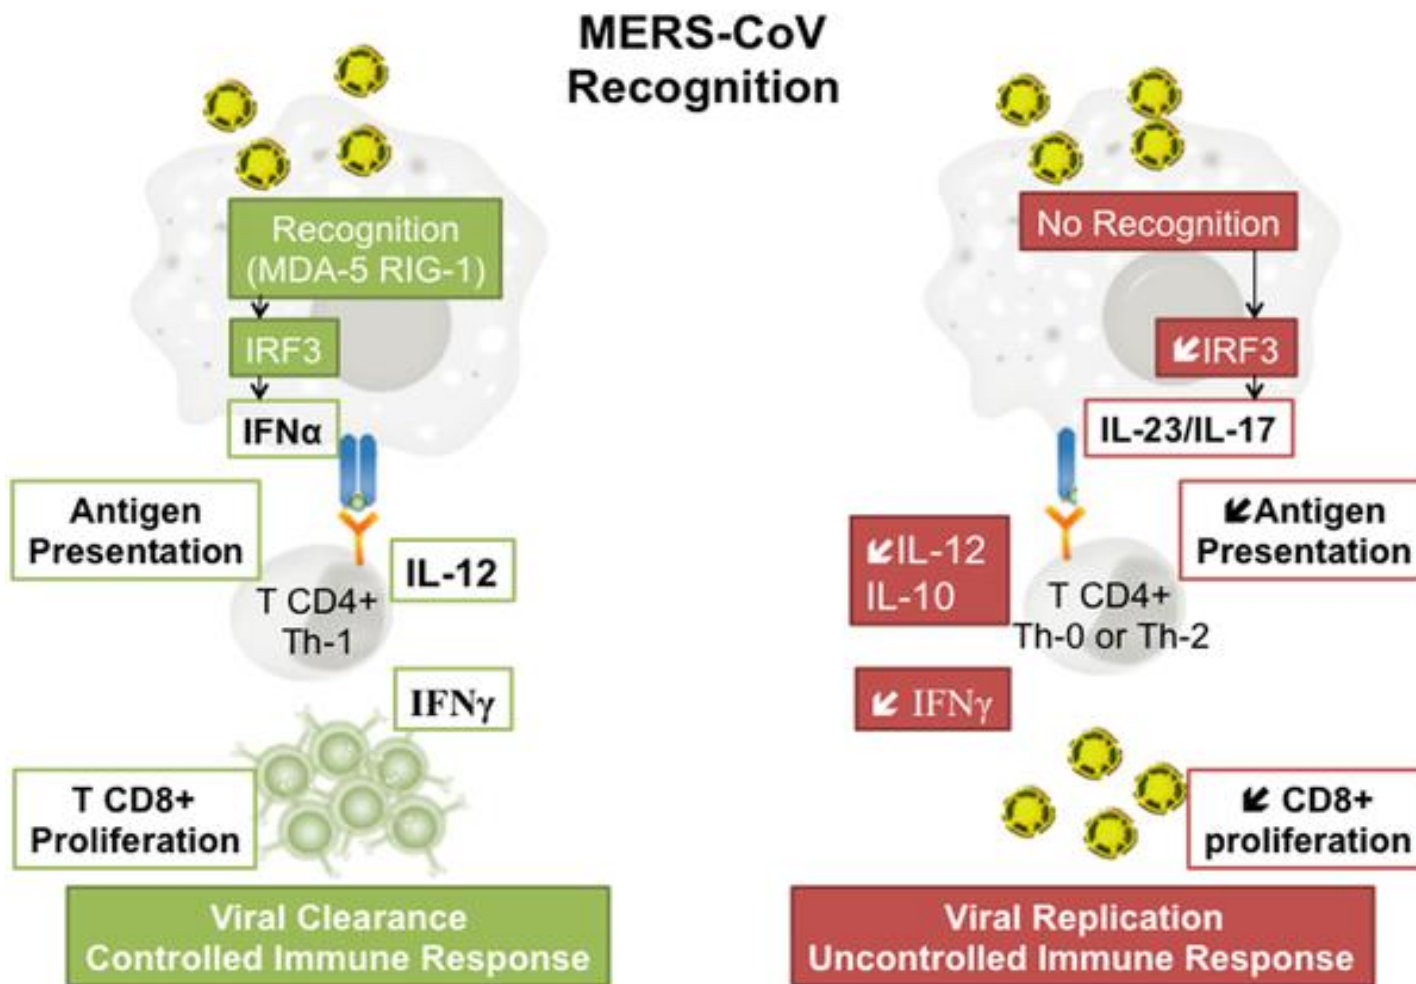 MERS-CoV
Recognition
Recognition
(MDA-5 RIG-1)
IRF3
IFNα
Antigen
Presentation
IL-12
T CD4+
Th-1
IFNγ
T CD8+
Proliferation
Viral Clearance
Controlled Immune Response
No Recognition
↙IRF3
IL-23/IL-17
↙Antigen
Presentation
↙IL-12
IL-10
T CD4+
Th-0 or Th-2
↙ IFNγ
↙ CD8+
proliferation
Viral Replication
Uncontrolled Immune Response